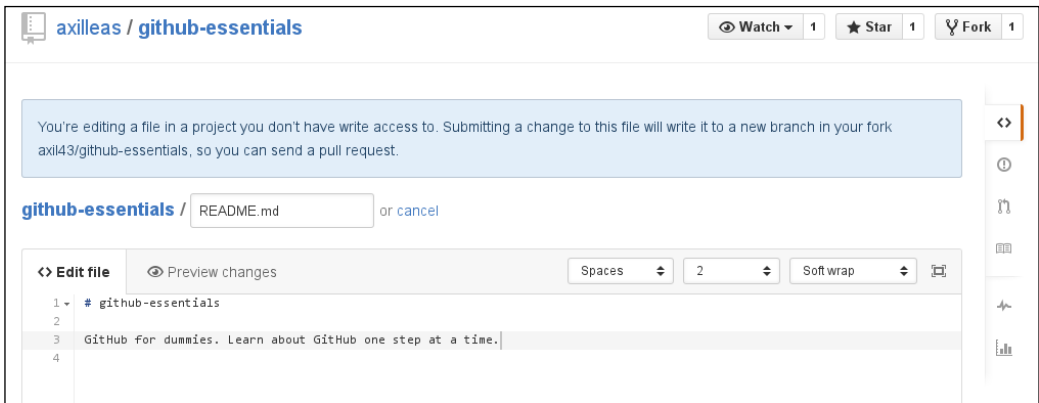 axilleas / github-essentials
Watch 1 Star 1 Fork 1
You're editing a file in a project you don't have write access to. Submitting a change to this file will write it to a new branch in your fork
axil43/github-essentials, so you can send a pull request.
github-essentials / README.md or cancel
<> Edit file Preview changes Spaces 2 Soft wrap
1 # github-essentials
2
3 GitHub for dummies. Learn about GitHub one step at a time.
4